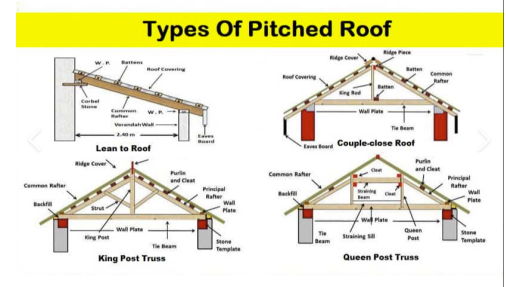 Types Of Pitched Roof
W . P.
Battens
Roof Covering
Corbel
Stone
Common
Rafter
W . P.
Verandah Wall
2.40 m
Eaves
Board
Lean to Roof
Ridge Cover
Ridge Piece
Roof Covering
Batten
Common
Rafter
King Rod
Batten
Wall Plate
Tie Beam
Eaves Board
Couple-close Roof
Ridge Cover
Purlin
and Cleat
Common Rafter
Principal
Rafter
Backfill
Strut
Wall
Plate
Wall Plate
King Post
Tie Beam
Stone
Template
King Post Truss
Cleat
Purlin
and Cleat
Common Rafter
Principal
Rafter
Straining
Beam
Cleat
Backfill
Wall
Plate
Wall Plate
Tie
Beam
Straining Sill
Queen
Post
Stone
Template
Queen Post Truss